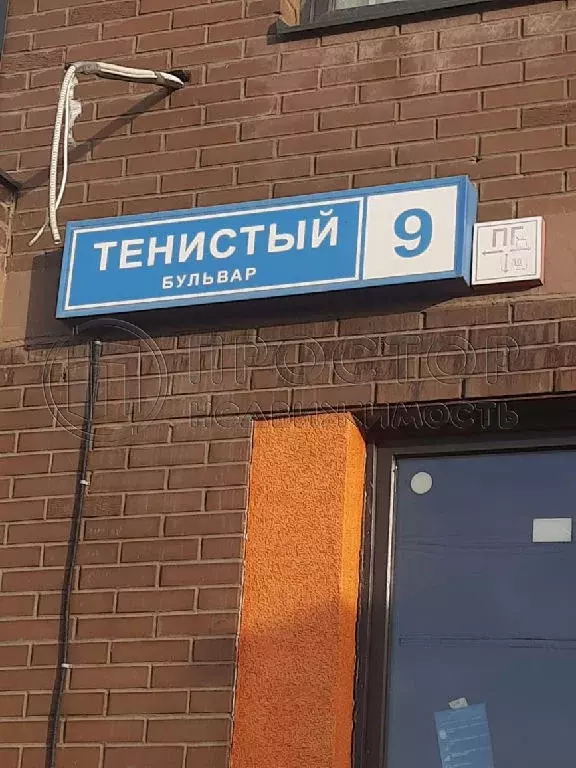 ТЕНИСТЫЙ
БУЛЬВАР
9
ПГ
ПРОСТОР
НЕДВИЖИМОСТЬ